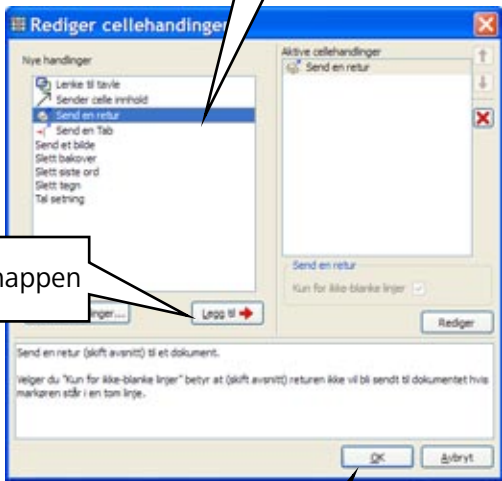 Rediger cellehandinger
Nye handlinger
Lenke til tavle
Sender celle innhold
Send en retur
Send en Tab
Send et bilde
Slett bakover
Slett siste ord
Slett tegn
Tal setning
Aktive cellehandlinger
Send en retur
Send en retur
Kun for ikke-blanke linjer
nappen
inger...
Legg til
Rediger
Send en retur (skift avsnitt) til et dokument.
Velger du "Kun for ikke-blanke linjer" betyr at (skift avsnitt) returen ikke vil bli sendt til dokumentet hvis
markøren står i en tom linje.
OK
Avbryt